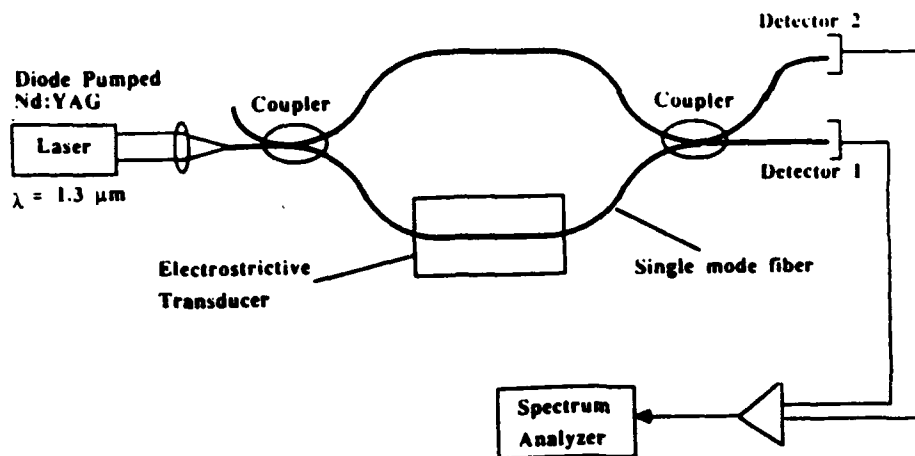 Detector 2
Diode Pumped
Nd:YAG
Coupler
Coupler
Laser
Detector 1
λ = 1.3 μm
Electrostrictive
Transducer
Single mode fiber
Spectrum
Analyzer